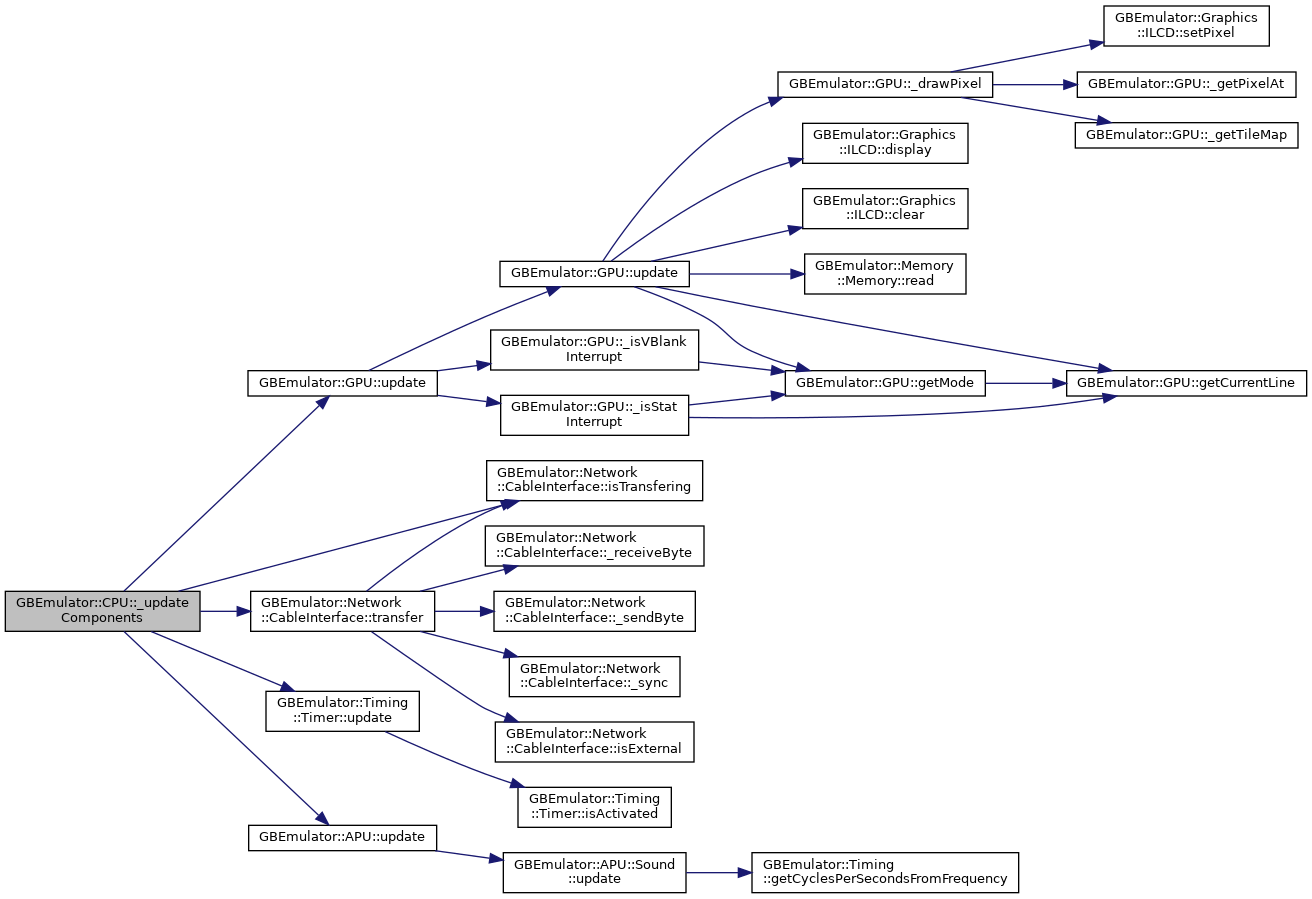 GBEmulator::Graphics
::ILCD::setPixel
GBEmulator::GPU::_drawPixel
GBEmulator::GPU::_getPixelAt
GBEmulator::GPU::_getTileMap
GBEmulator::Graphics
::ILCD::display
GBEmulator::Graphics
::ILCD::clear
GBEmulator::GPU::update
GBEmulator::Memory
::Memory::read
GBEmulator::GPU::_isVBlank
Interrupt
GBEmulator::GPU::update
GBEmulator::GPU::getMode
GBEmulator::GPU::getCurrentLine
GBEmulator::GPU::_isStat
Interrupt
GBEmulator::Network
::CableInterface::isTransfering
GBEmulator::Network
::CableInterface::_receiveByte
GBEmulator::CPU::_update
Components
GBEmulator::Network
::CableInterface::transfer
GBEmulator::Network
::CableInterface::_sendByte
GBEmulator::Network
::CableInterface::_sync
GBEmulator::Timing
::Timer::update
GBEmulator::Network
::CableInterface::isExternal
GBEmulator::Timing
::Timer::isActivated
GBEmulator::APU::update
GBEmulator::APU::Sound
::update
GBEmulator::Timing
::getCyclesPerSecondsFromFrequency